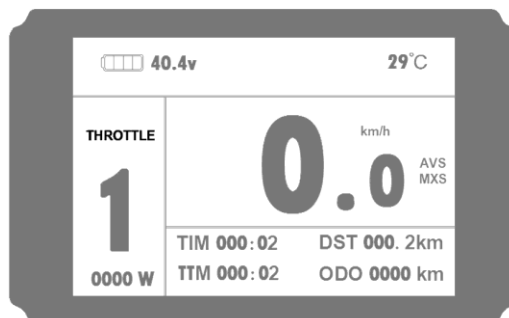 40.4v 29°C
THROTTLE
1
0000 W
km/h
0.0
AVS
MXS
TIM 000:02 DST 000. 2km
TTM 000:02 ODO 0000 km